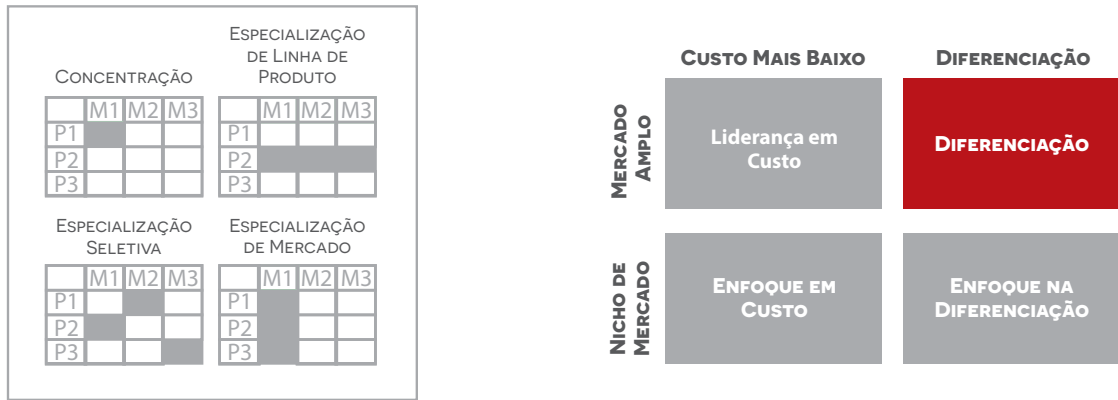 Concentração
M1 M2 M3
P1
P2
P3
Especialização
de Linha de
Produto
M1 M2 M3
P1
P2
P3
Especialização
Seletiva
M1 M2 M3
P1
P2
P3
Especialização
de Mercado
M1 M2 M3
P1
P2
P3
Custo Mais Baixo
Diferenciação
Mercado
Amplo
Liderança em
Custo
Diferenciação
Nicho de
Mercado
Enfoque em
Custo
Enfoque na
Diferenciação